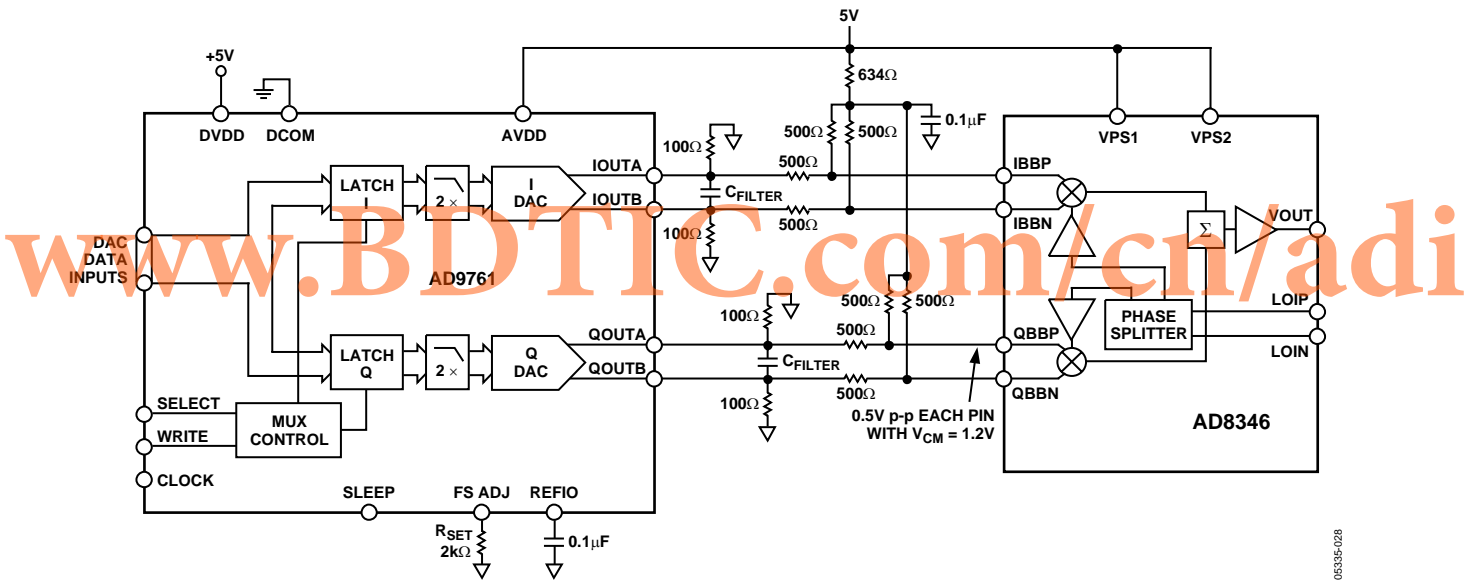 5V
+5V
634Ω
DVDD
DCOM
AVDD
500Ω
500Ω
0.1μF
VPS1
VPS2
100Ω
IOUTA
500Ω
IBBP
LATCH
I
2 ×
I
DAC
CFILTER
IOUTB
500Ω
IBBN
100Ω
Σ
VOUT
DAC
DATA
INPUTS
www.BDTIC.com/cn/adi
AD9761
500Ω
500Ω
100Ω
PHASE
SPLITTER
LOIP
LOIN
QOUTA
500Ω
QBBP
LATCH
Q
2 ×
Q
DAC
CFILTER
QOUTB
500Ω
QBBN
100Ω
SELECT
WRITE
MUX
CONTROL
CLOCK
0.5V p-p EACH PIN
WITH VCM = 1.2V
AD8346
SLEEP
FS ADJ
REFIO
RSET
2kΩ
0.1μF
05335-028